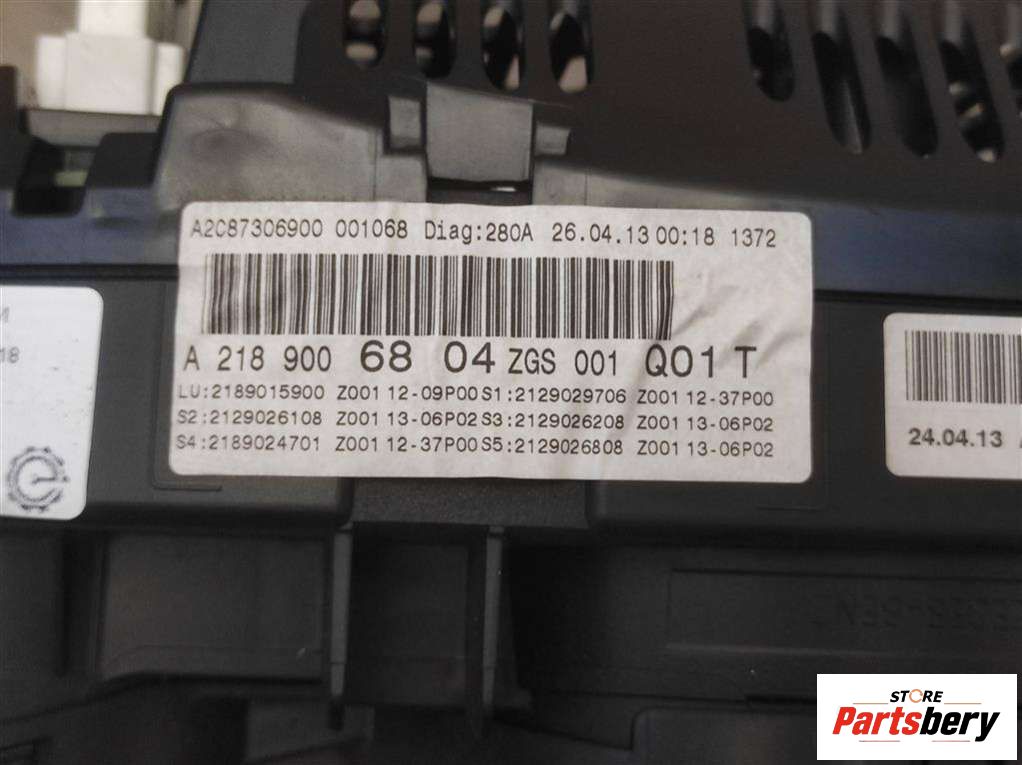 A2C87306900 001068 Diag:280A 26.04.13 00:18 1372
A 218 900 68 04 ZGS 001 Q01 T
LU:2189015900 Z001 12-09P00 S1:2129029706 Z001 12-37P00
S2:2129026108 Z001 13-06P02 S3:2129026208 Z001 13-06P02
S4:2189024701 Z001 12-37P00 S5:2129026808 Z001 13-06P02
24.04.13
STORE
Partsbery